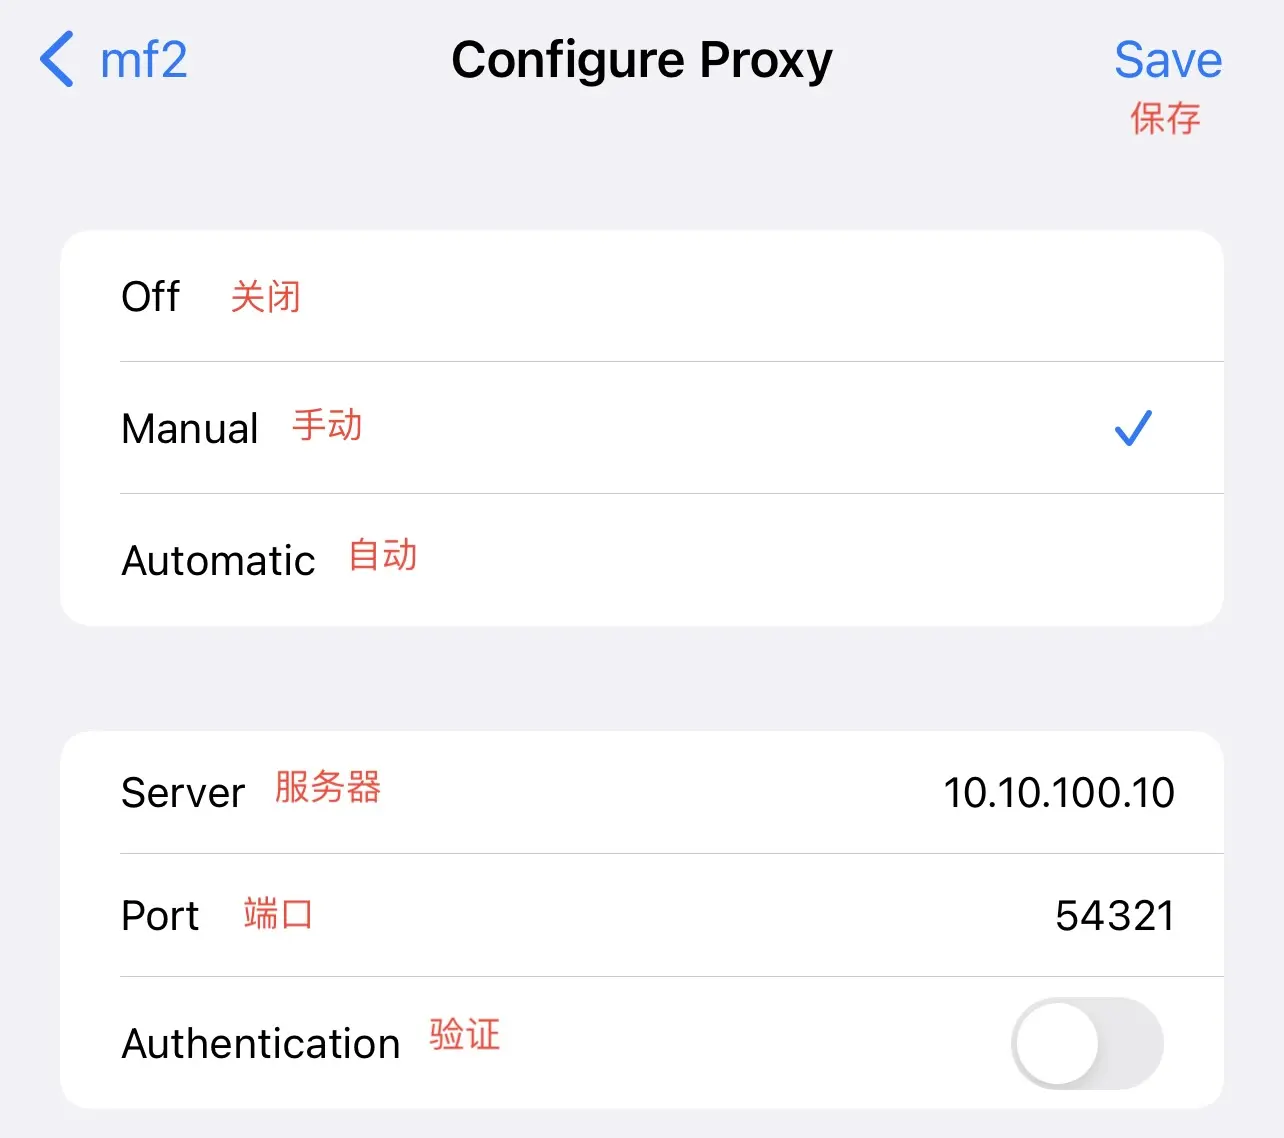 mf2 Configure Proxy Save
保存
Off 关闭
Manual 手动
Automatic 自动
Server 服务器 10.10.100.10
Port 端口 54321
Authentication 验证